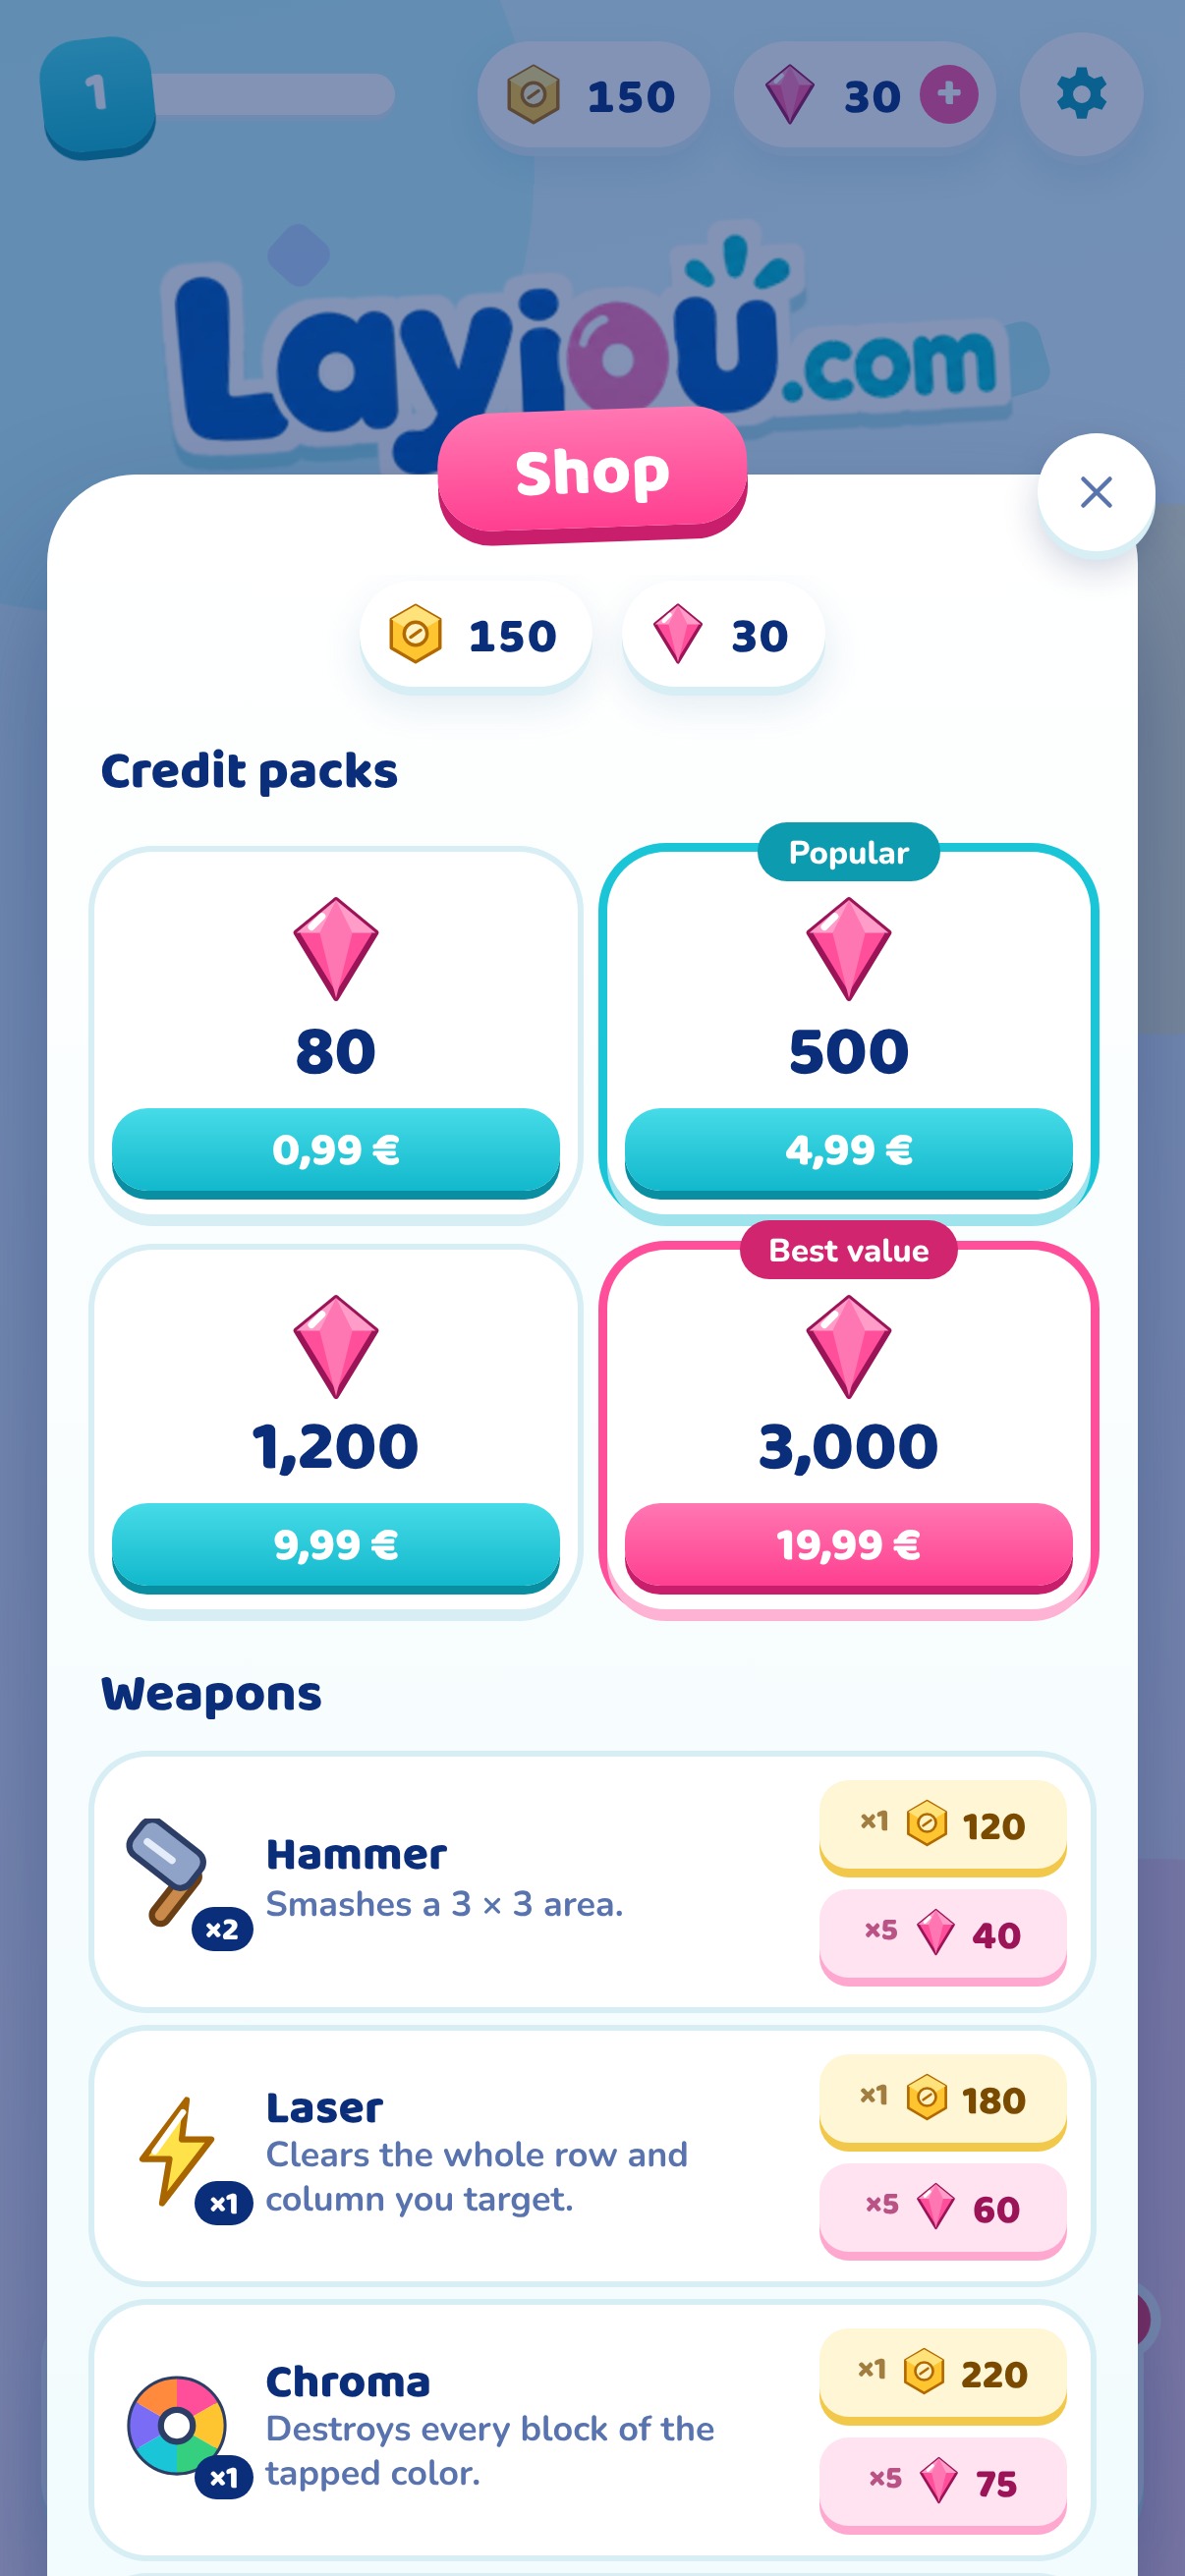 1
150
30
+
Layiou.com
Shop
150
30
Credit packs
80
0,99 €
Popular
500
4,99 €
1,200
9,99 €
Best value
3,000
19,99 €
Weapons
Hammer
Smashes a 3 × 3 area.
×2
×1 120
×5 40
Laser
Clears the whole row and
column you target.
×1
×1 180
×5 60
Chroma
Destroys every block of the
tapped color.
×1
×1 220
×5 75